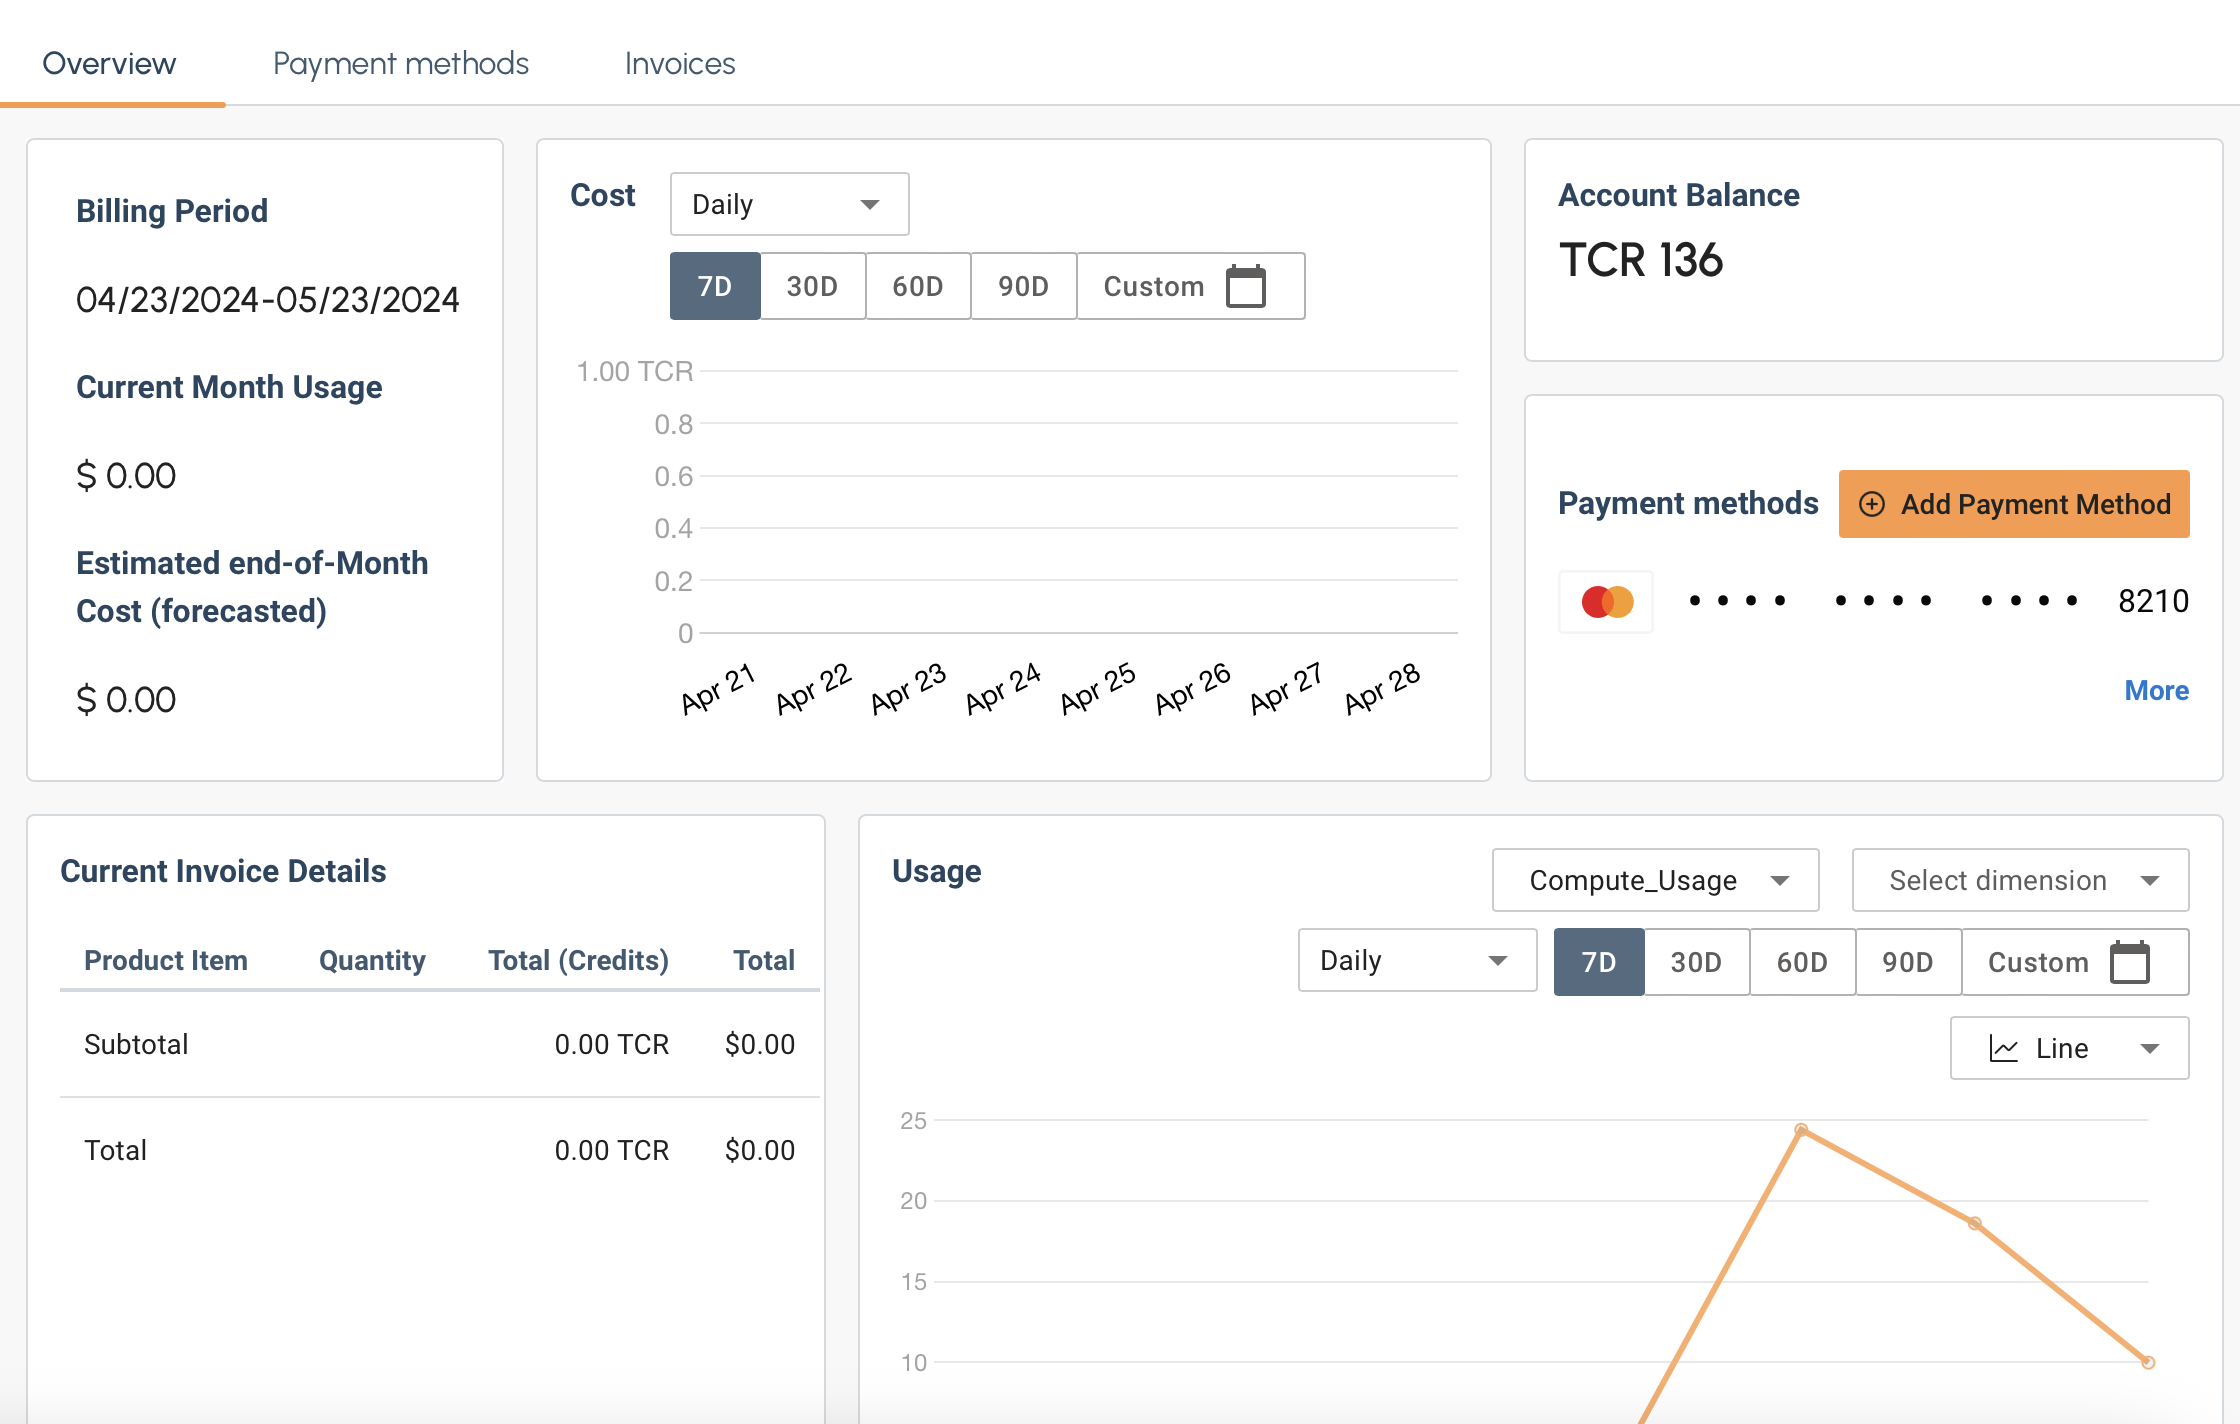 Overview
Payment methods
Invoices
Billing Period
04/23/2024-05/23/2024
Current Month Usage
$ 0.00
Estimated end-of-Month
Cost (forecasted)
$ 0.00
Cost
Daily
7D
30D
60D
90D
Custom
1.00 TCR
0.8
0.6
0.4
0.2
0
Apr 21
Apr 22
Apr 23
Apr 24
Apr 25
Apr 26
Apr 27
Apr 28
Account Balance
TCR 136
Payment methods
Add Payment Method
•••• •••• •••• 8210
More
Current Invoice Details
Product Item Quantity Total (Credits) Total
Subtotal 0.00 TCR $0.00
Total 0.00 TCR $0.00
Usage
Compute_Usage
Select dimension
Daily
7D
30D
60D
90D
Custom
Line
25
20
15
10